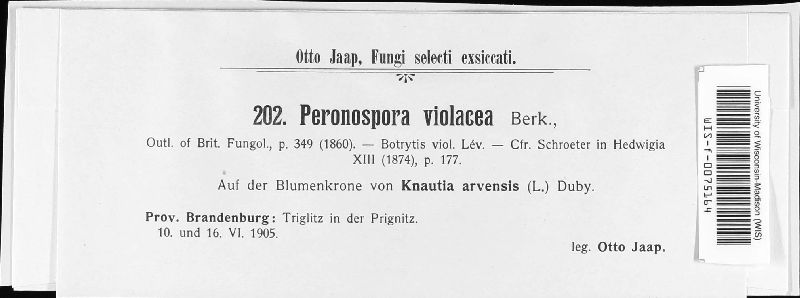 Otto Jaap, Fungi selecti exsiccati.
202. Peronospora violacea Berk.,
Outl. of Brit. Fungol., p. 349 (1860). — Botrytis viol. Lév. — Cfr. Schroeter in Hedwigia
XIII (1874), p. 177.
Auf der Blumenkrone von Knautia arvensis (L.) Duby.
Prov. Brandenburg: Triglitz in der Prignitz.
10. und 16. VI. 1905.
leg. Otto Jaap.
University of Wisconsin-Madison (WIS)
WIS-f-0075164